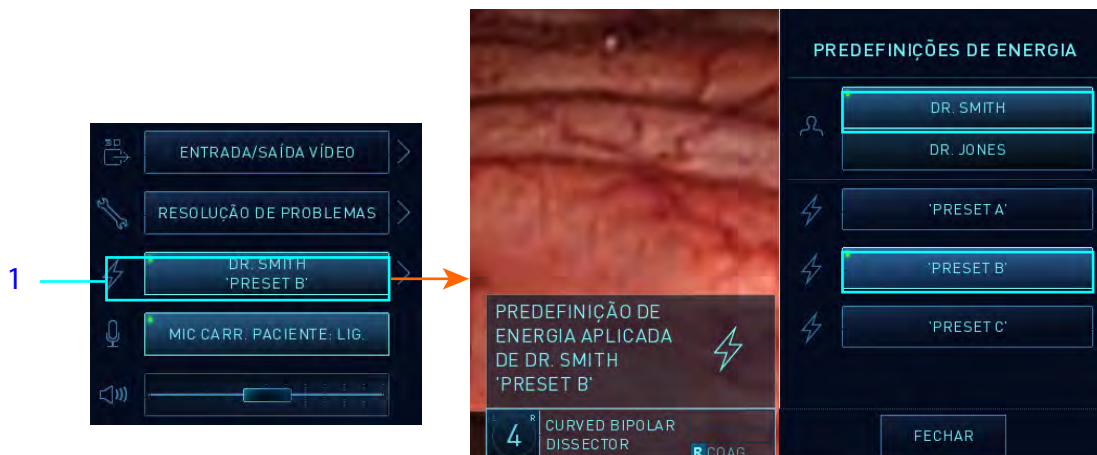 1
3D
ENTRADA/SAÍDA VÍDEO
RESOLUÇÃO DE PROBLEMAS
DR. SMITH
'PRESET B'
MIC CARR. PACIENTE: LIG.
PREDEFINIÇÃO DE
ENERGIA APLICADA
DE DR. SMITH
'PRESET B'
R
4
CURVED BIPOLAR
DISSECTOR
R COAG
PREDEFINIÇÕES DE ENERGIA
DR. SMITH
DR. JONES
'PRESET A'
'PRESET B'
'PRESET C'
FECHAR